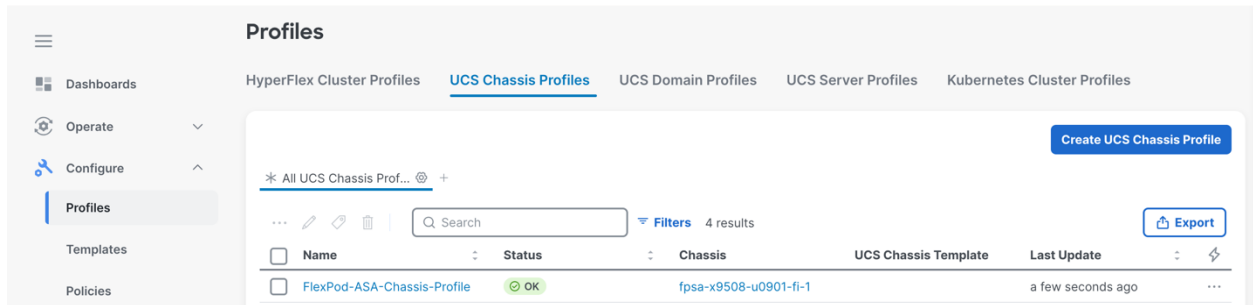 Profiles
HyperFlex Cluster Profiles UCS Chassis Profiles UCS Domain Profiles UCS Server Profiles Kubernetes Cluster Profiles
Dashboards
Operate
Configure
Profiles
Templates
Policies
Create UCS Chassis Profile
All UCS Chassis Prof... +
... Search Filters 4 results Export
Name Status Chassis UCS Chassis Template Last Update
FlexPod-ASA-Chassis-Profile OK fpsa-x9508-u0901-fi-1 a few seconds ago ...